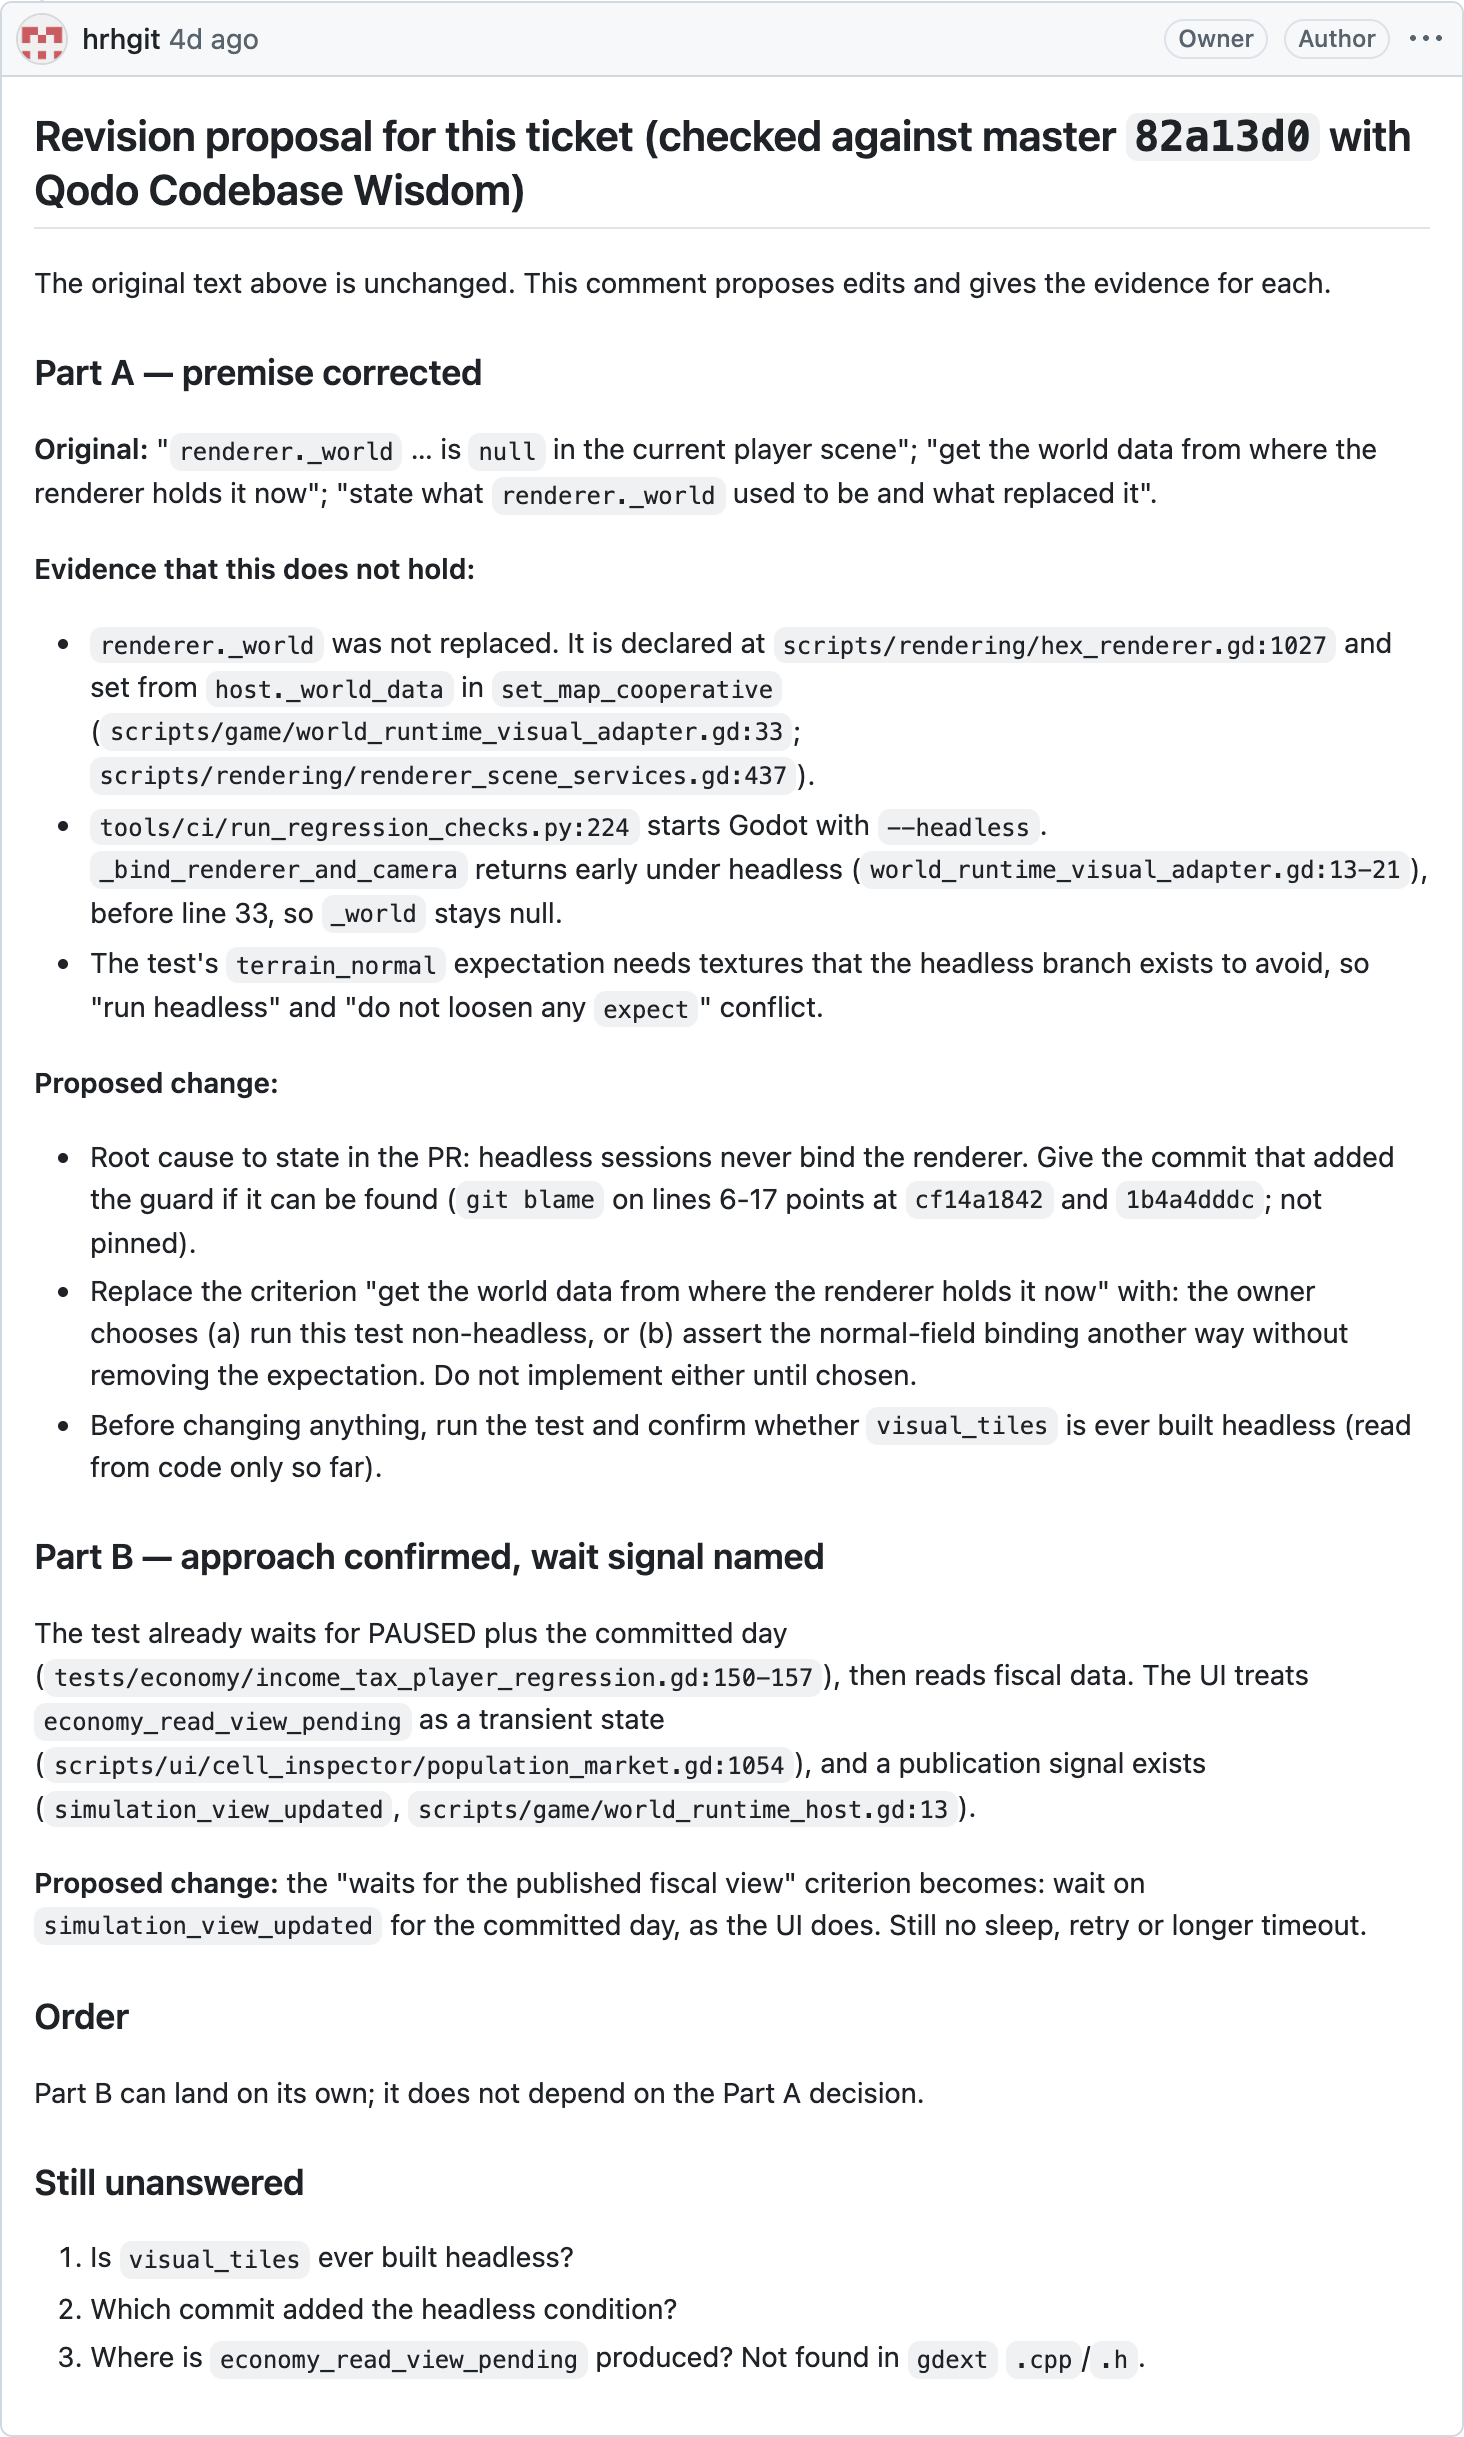 hrhgit 4d ago Owner Author
Revision proposal for this ticket (checked against master 82a13d0 with
Qodo Codebase Wisdom)
The original text above is unchanged. This comment proposes edits and gives the evidence for each.
Part A — premise corrected
Original: "renderer._world ... is null in the current player scene"; "get the world data from where the
renderer holds it now"; "state what renderer._world used to be and what replaced it".
Evidence that this does not hold:
• renderer._world was not replaced. It is declared at scripts/rendering/hex_renderer.gd:1027 and
set from host._world_data in set_map_cooperative
(scripts/game/world_runtime_visual_adapter.gd:33;
scripts/rendering/renderer_scene_services.gd:437).
• tools/ci/run_regression_checks.py:224 starts Godot with --headless.
_bind_renderer_and_camera returns early under headless (world_runtime_visual_adapter.gd:13-21),
before line 33, so _world stays null.
• The test's terrain_normal expectation needs textures that the headless branch exists to avoid, so
"run headless" and "do not loosen any expect" conflict.
Proposed change:
• Root cause to state in the PR: headless sessions never bind the renderer. Give the commit that added
the guard if it can be found (git blame on lines 6-17 points at cf14a1842 and 1b4a4dddc; not
pinned).
• Replace the criterion "get the world data from where the renderer holds it now" with: the owner
chooses (a) run this test non-headless, or (b) assert the normal-field binding another way without
removing the expectation. Do not implement either until chosen.
• Before changing anything, run the test and confirm whether visual_tiles is ever built headless (read
from code only so far).
Part B — approach confirmed, wait signal named
The test already waits for PAUSED plus the committed day
(tests/economy/income_tax_player_regression.gd:150-157), then reads fiscal data. The UI treats
economy_read_view_pending as a transient state
(scripts/ui/cell_inspector/population_market.gd:1054), and a publication signal exists
(simulation_view_updated, scripts/game/world_runtime_host.gd:13).
Proposed change: the "waits for the published fiscal view" criterion becomes: wait on
simulation_view_updated for the committed day, as the UI does. Still no sleep, retry or longer timeout.
Order
Part B can land on its own; it does not depend on the Part A decision.
Still unanswered
1. Is visual_tiles ever built headless?
2. Which commit added the headless condition?
3. Where is economy_read_view_pending produced? Not found in gdext .cpp/.h.